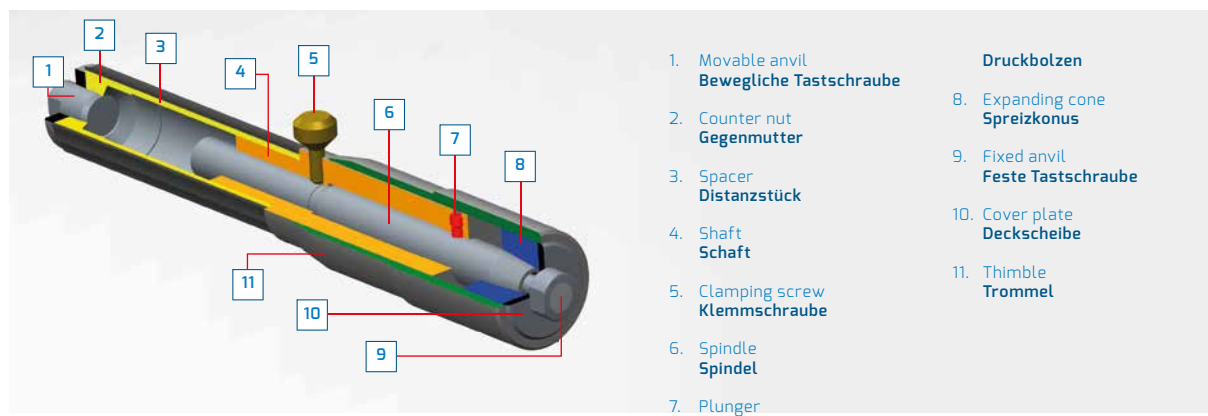 1
2
3
4
5
6
7
8
9
10
11
1. Movable anvil
Bewegliche Tastschraube
2. Counter nut
Gegenmutter
3. Spacer
Distanzstück
4. Shaft
Schaft
5. Clamping screw
Klemmschraube
6. Spindle
Spindel
7. Plunger
Druckbolzen
8. Expanding cone
Spreizkonus
9. Fixed anvil
Feste Tastschraube
10. Cover plate
Deckscheibe
11. Thimble
Trommel